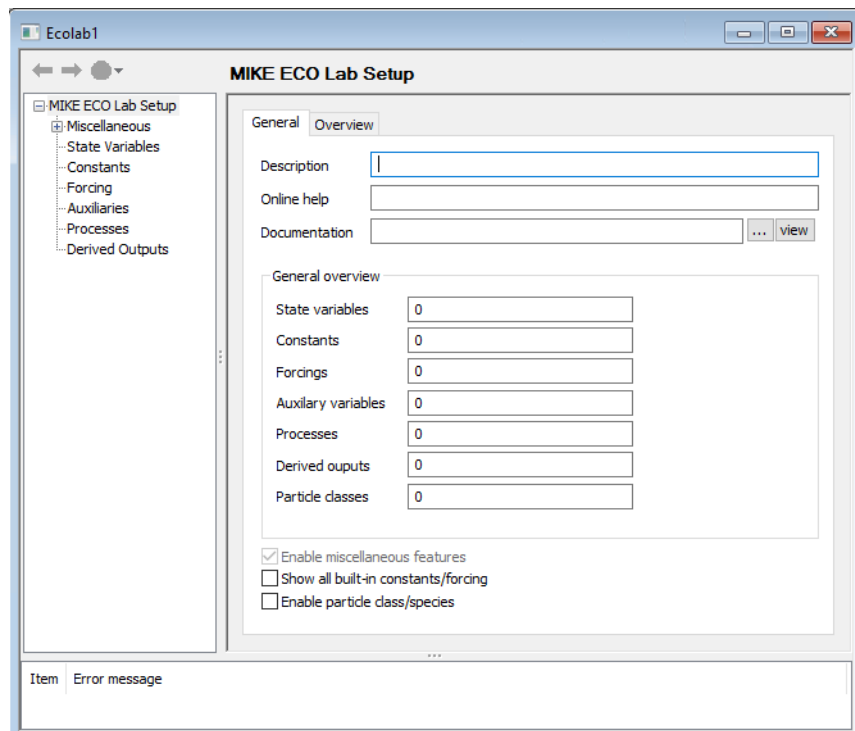 Ecolab1
MIKE ECO Lab Setup
MIKE ECO Lab Setup
Miscellaneous
State Variables
Constants
Forcing
Auxiliaries
Processes
Derived Outputs
General Overview
Description
Online help
Documentation ... view
General overview
State variables 0
Constants 0
Forcings 0
Auxilary variables 0
Processes 0
Derived ouputs 0
Particle classes 0
Enable miscellaneous features
Show all built-in constants/forcing
Enable particle class/species
Item Error message